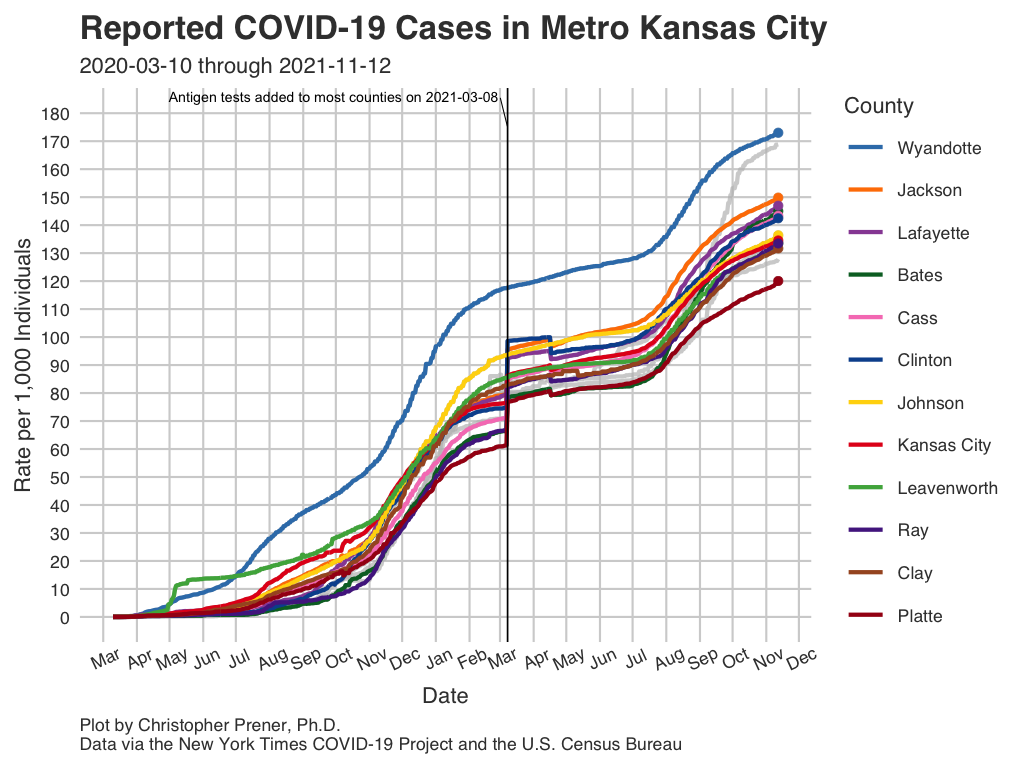 Reported COVID-19 Cases in Metro Kansas City
2020-03-10 through 2021-11-12
Antigen tests added to most counties on 2021-03-08
Rate per 1,000 Individuals
180
170
160
150
140
130
120
110
100
90
80
70
60
50
40
30
20
10
0
Mar Apr May Jun Jul Aug Sep Oct Nov Dec Jan Feb Mar Apr May Jun Jul Aug Sep Oct Nov Dec
Date
County
Wyandotte
Jackson
Lafayette
Bates
Cass
Clinton
Johnson
Kansas City
Leavenworth
Ray
Clay
Platte
Plot by Christopher Prener, Ph.D.
Data via the New York Times COVID-19 Project and the U.S. Census Bureau